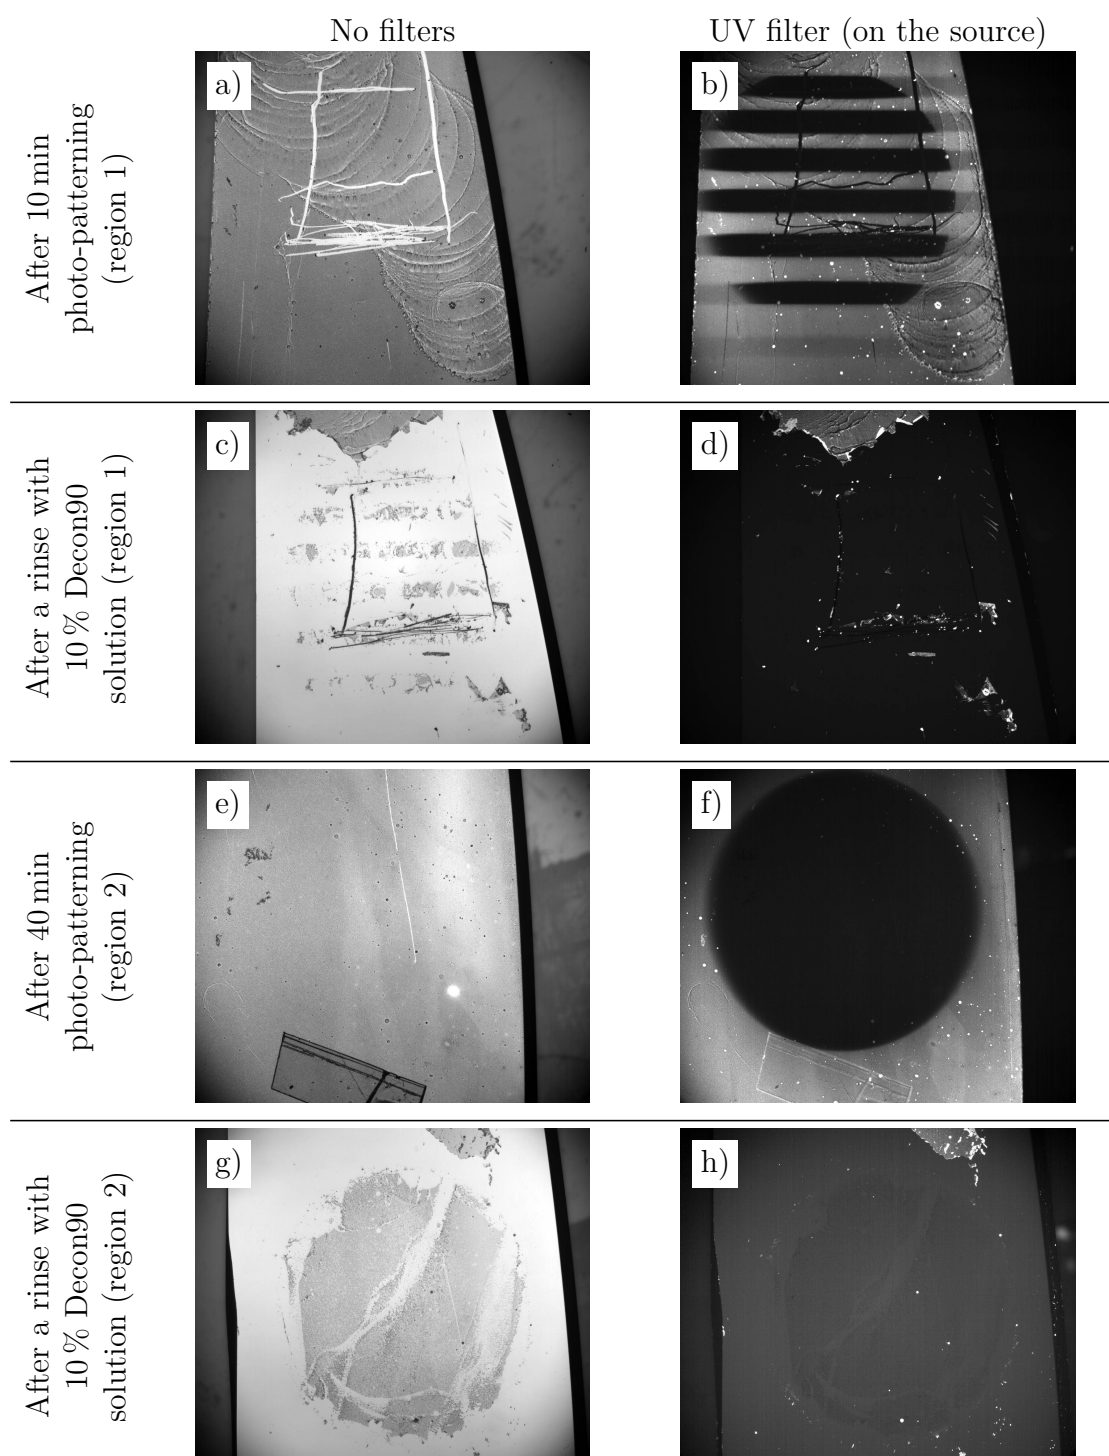 No filters
UV filter (on the source)
After 10 min
photo-patterning
(region 1)
a)
b)
After a rinse with
10 % Decon90
solution (region 1)
c)
d)
After 40 min
photo-patterning
(region 2)
e)
f)
After a rinse with
10 % Decon90
solution (region 2)
g)
h)